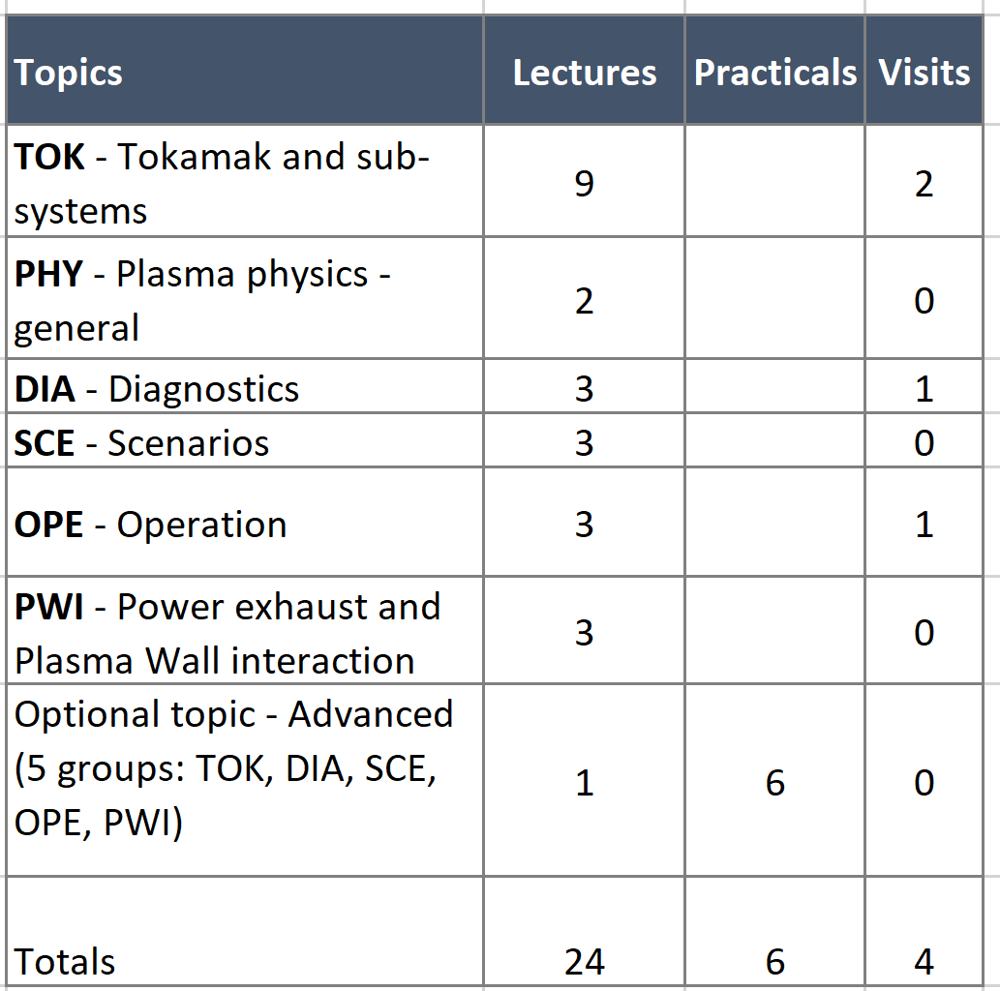 Topics Lectures Practicals Visits
TOK - Tokamak and sub-
systems 9 2
PHY - Plasma physics -
general 2 0
DIA - Diagnostics 3 1
SCE - Scenarios 3 0
OPE - Operation 3 1
PWI - Power exhaust and
Plasma Wall interaction 3 0
Optional topic - Advanced
(5 groups: TOK, DIA, SCE,
OPE, PWI) 1 6 0
Totals 24 6 4